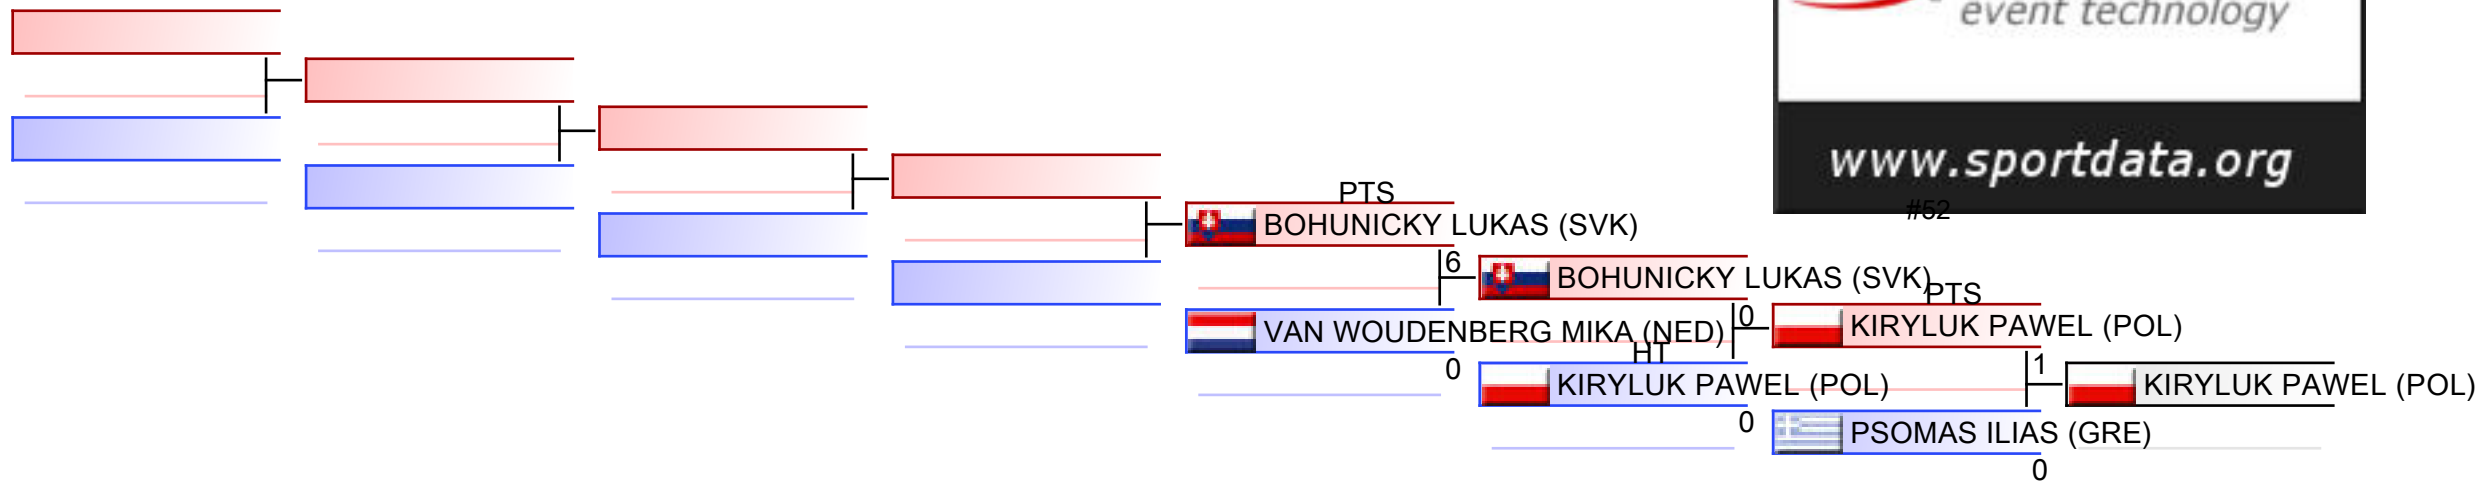 event technology
www.sportdata.org
#52
PTS
BOHUNICKY LUKAS (SVK)
6
BOHUNICKY LUKAS (SVK)
PTS
VAN WOUDENBERG MIKA (NED)
0
0
KIRYLUK PAWEL (POL)
HT
KIRYLUK PAWEL (POL)
0
1
KIRYLUK PAWEL (POL)
PSOMAS ILIAS (GRE)
0